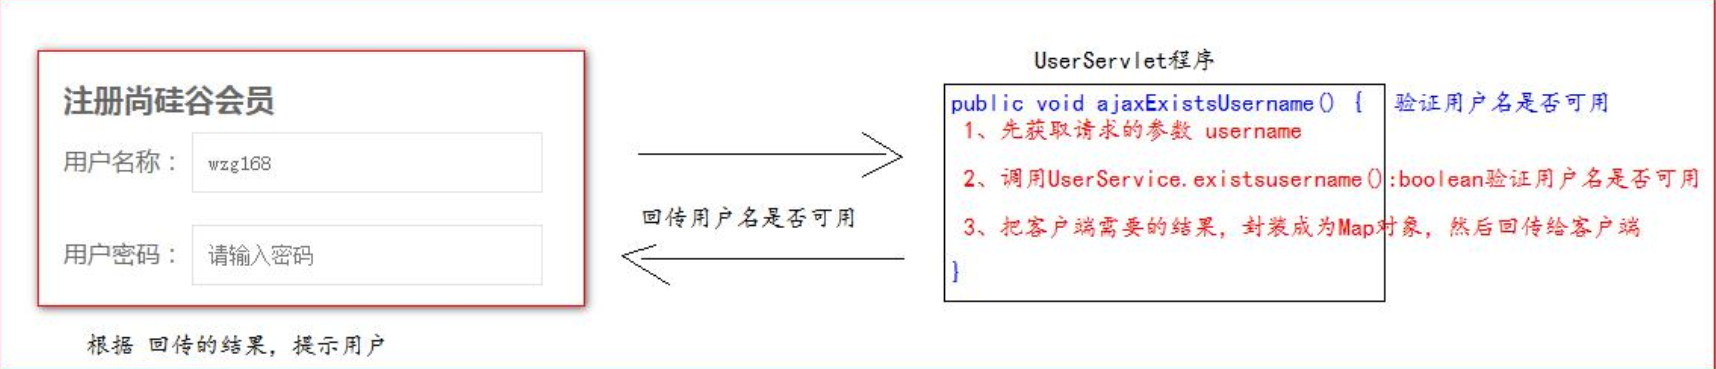 注册尚硅谷会员
用户名称： wzg168
用户密码： 请输入密码
根据 回传的结果，提示用户
回传用户名是否可用
UserServlet程序
public void ajaxExistsUsername() { 验证用户名是否可用
1、先获取请求的参数 username
2、调用UserService.existsusername():boolean验证用户名是否可用
3、把客户端需要的结果，封装成为Map对象，然后回传给客户端
}